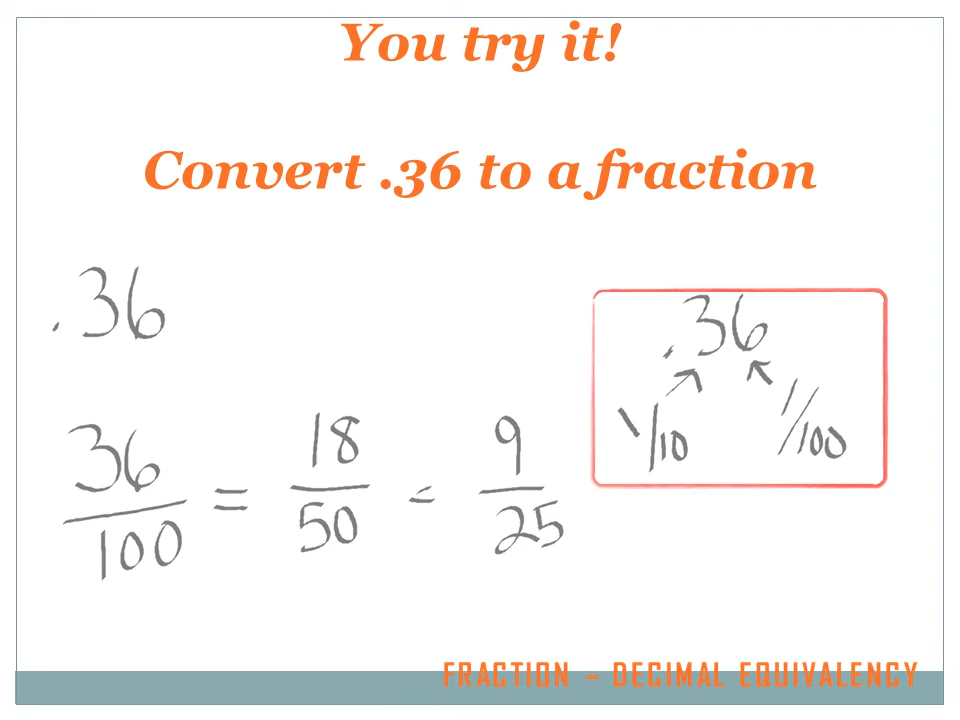 You try it!
Convert .36 to a fraction
.36
36/100 = 18/50 = 9/25
.36
1/10 1/100
FRACTION – DECIMAL EQUIVALENCY